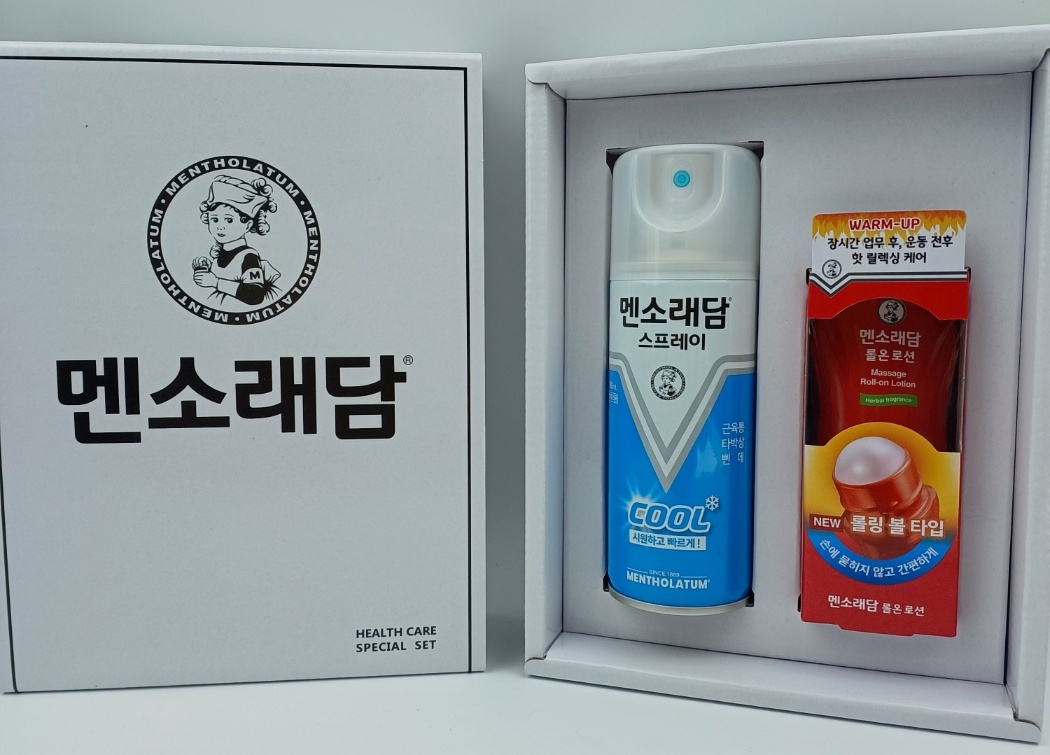 MENTHOLATUM • MENTHOLATUM • MENTHOLATUM •
M
멘소래담®
HEALTH CARE
SPECIAL SET
멘소래담®
스프레이
근육통
타박상
삔 데
COOL
시원하고 빠르게!
SINCE 1889
MENTHOLATUM®
WARM-UP
장시간 업무 후, 운동 전후
핫 릴렉싱 케어
멘소래담
롤온 로션
Massage
Roll-on Lotion
Herbal fragrance
NEW 롤링 볼 타입
손에 묻히지 않고 간편하게
멘소래담 롤온 로션